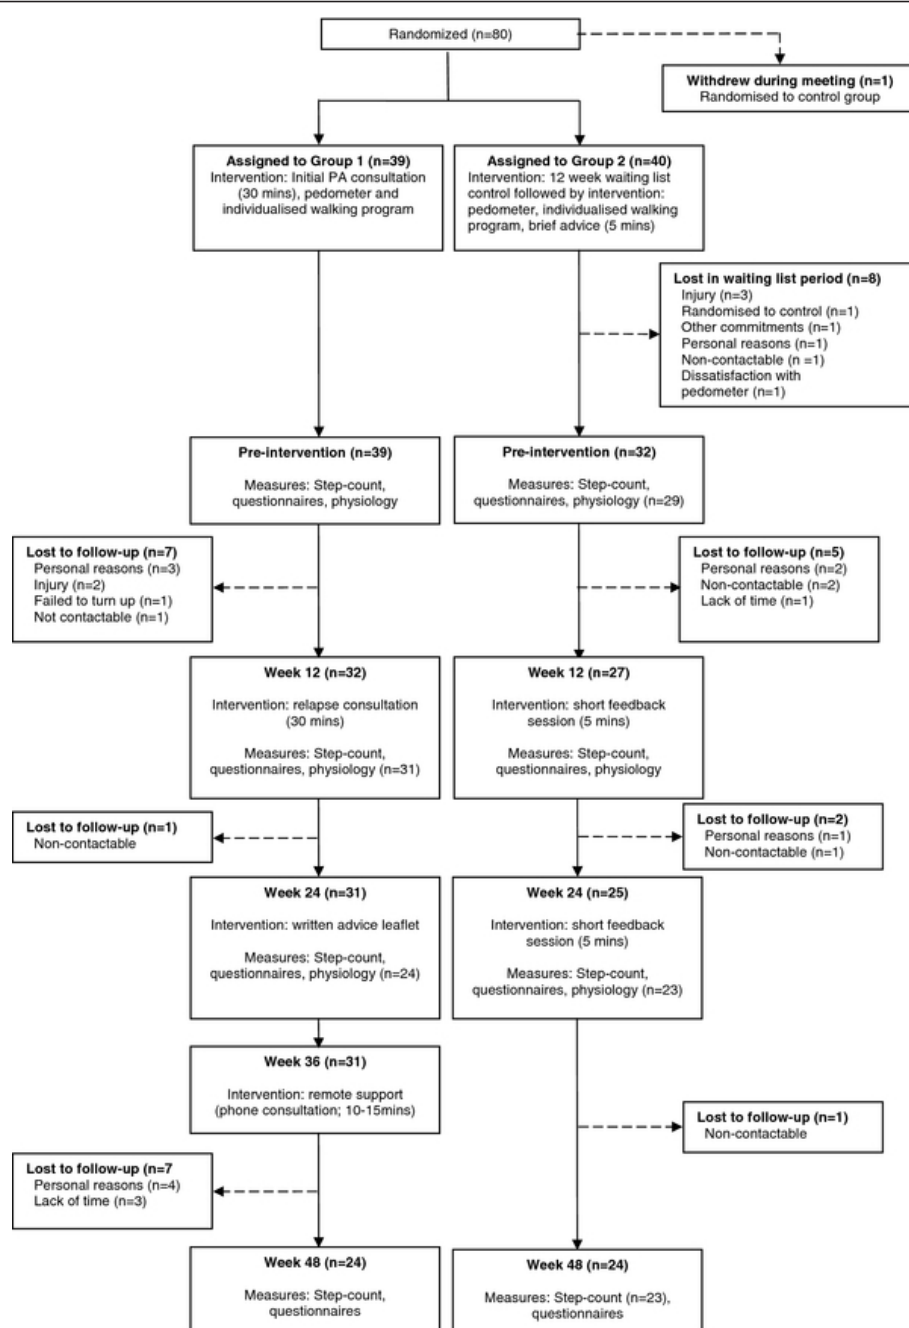 Randomized (n=80)
Withdrew during meeting (n=1)
Randomised to control group
Assigned to Group 1 (n=39)
Intervention: Initial PA consultation
(30 mins), pedometer and
individualised walking program
Assigned to Group 2 (n=40)
Intervention: 12 week waiting list
control followed by intervention:
pedometer, individualised walking
program, brief advice (5 mins)
Lost in waiting list period (n=8)
Injury (n=3)
Randomised to control (n=1)
Other commitments (n=1)
Personal reasons (n=1)
Non-contactable (n =1)
Dissatisfaction with
pedometer (n=1)
Pre-intervention (n=39)
Measures: Step-count,
questionnaires, physiology
Pre-intervention (n=32)
Measures: Step-count,
questionnaires, physiology (n=29)
Lost to follow-up (n=7)
Personal reasons (n=3)
Injury (n=2)
Failed to turn up (n=1)
Not contactable (n=1)
Lost to follow-up (n=5)
Personal reasons (n=2)
Non-contactable (n=2)
Lack of time (n=1)
Week 12 (n=32)
Intervention: relapse consultation
(30 mins)
Measures: Step-count,
questionnaires, physiology (n=31)
Week 12 (n=27)
Intervention: short feedback
session (5 mins)
Measures: Step-count,
questionnaires, physiology
Lost to follow-up (n=1)
Non-contactable
Lost to follow-up (n=2)
Personal reasons (n=1)
Non-contactable (n=1)
Week 24 (n=31)
Intervention: written advice leaflet
Measures: Step-count,
questionnaires, physiology (n=24)
Week 24 (n=25)
Intervention: short feedback
session (5 mins)
Measures: Step-count,
questionnaires, physiology (n=23)
Week 36 (n=31)
Intervention: remote support
(phone consultation; 10-15mins)
Lost to follow-up (n=1)
Non-contactable
Lost to follow-up (n=7
Personal reasons (n=4)
Lack of time (n=3)
Week 48 (n=24)
Measures: Step-count,
questionnaires
Week 48 (n=24)
Measures: Step-count (n=23),
questionnaires